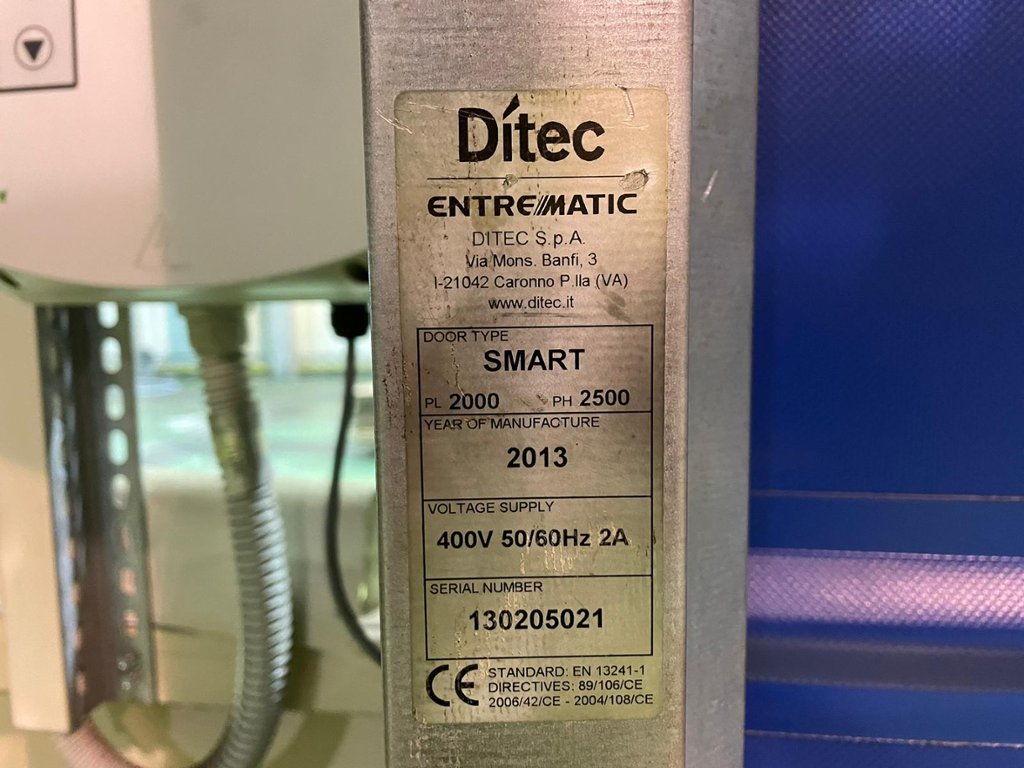 Dítec
ENTREMATIC
DITEC S.p.A.
Via Mons. Banfi, 3
I-21042 Caronno P.lla (VA)
www.ditec.it
DOOR TYPE
SMART
PL 2000 PH 2500
YEAR OF MANUFACTURE
2013
VOLTAGE SUPPLY
400V 50/60Hz 2A
SERIAL NUMBER
130205021
CE STANDARD: EN 13241-1
DIRECTIVES: 89/106/CE
2006/42/CE - 2004/108/CE